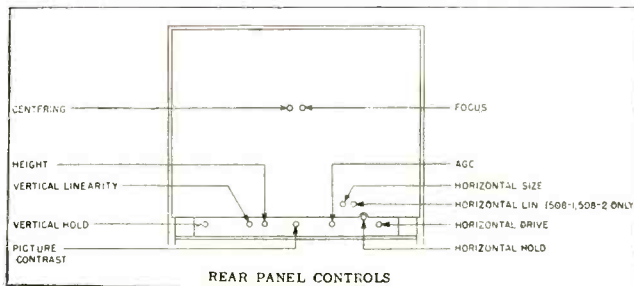 CENTERING
FOCUS
HEIGHT
AGC
VERTICAL LINEARITY
HORIZONTAL SIZE
HORIZONTAL LIN (508-1,508-2 ONLY
VERTICAL HOLD
HORIZONTAL DRIVE
PICTURE
CONTRAST
HORIZONTAL HOLD
REAR PANEL CONTROLS